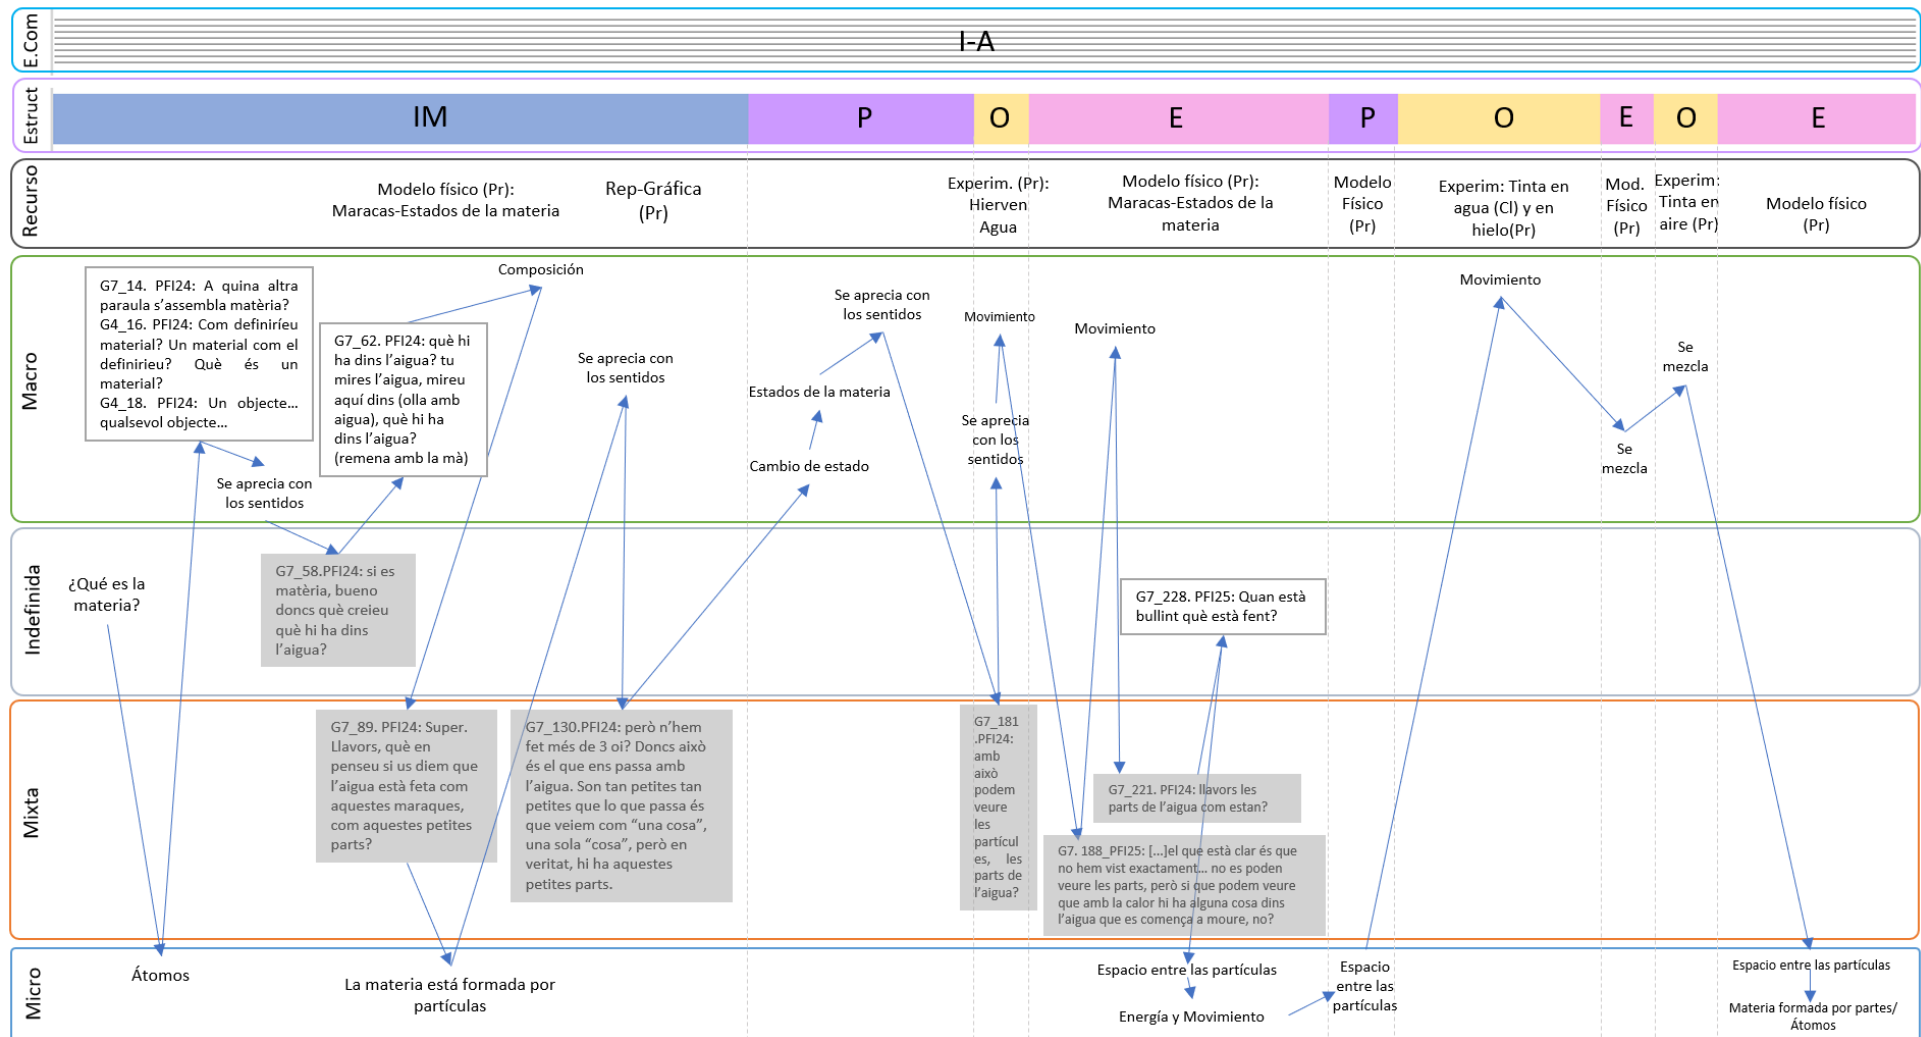 E.Com
I-A
Estruct
IM
P
O
E
P
O
E
O
E
Recurso
Modelo físico (Pr):
Maracas-Estados de la materia
Rep-Gráfica
(Pr)
Experim. (Pr):
Hierven
Agua
Modelo físico (Pr):
Maracas-Estados de la
materia
Modelo
Físico
(Pr)
Experim: Tinta en
agua (Cl) y en
hielo(Pr)
Mod.
Físico
(Pr)
Experim:
Tinta en
aire (Pr)
Modelo físico
(Pr)
Macro
G7_14. PFI24: A quina altra
paraula s’assembla matèria?
G4_16. PFI24: Com definiríeu
material? Un material com el
definirieu? Què és un
material?
G4_18. PFI24: Un objecte…
qualsevol objecte…
Se aprecia con
los sentidos
G7_62. PFI24: què hi
ha dins l’aigua? tu
mires l’aigua, mireu
aquí dins (olla amb
aigua), què hi ha
dins l’aigua?
(remena amb la mà)
Composición
Se aprecia con
los sentidos
Se aprecia con
los sentidos
Estados de la materia
Cambio de estado
Movimiento
Se aprecia
con los
sentidos
Movimiento
Movimiento
Se
mezcla
Se
mezcla
Indefinida
¿Qué es la
materia?
G7_58.PFI24: si es
matèria, bueno
doncs què creieu
què hi ha dins
l’aigua?
G7_228. PFI25: Quan està
bullint què està fent?
Mixta
G7_89. PFI24: Super.
Llavors, què en
penseu si us diem que
l’aigua està feta com
aquestes maraques,
com aquestes petites
parts?
G7_130.PFI24: però n’hem
fet més de 3 oi? Doncs això
és el que ens passa amb
l’aigua. Son tan petites tan
petites que lo que passa és
que veiem com “una cosa”,
una sola “cosa”, però en
veritat, hi ha aquestes
petites parts.
G7_181
.PFI24:
amb
això
podem
veure
les
partícul
es, les
parts de
l’aigua?
G7_221. PFI24: llavors les
parts de l’aigua com estan?
G7. 188_PFI25: [...]el que està clar és que
no hem vist exactament... no es poden
veure les parts, però si que podem veure
que amb la calor hi ha alguna cosa dins
l’aigua que es comença a moure, no?
Micro
Átomos
La materia está formada por
partículas
Espacio entre las partículas
Energía y Movimiento
Espacio
entre las
partículas
Espacio entre las partículas
Materia formada por partes/
Átomos